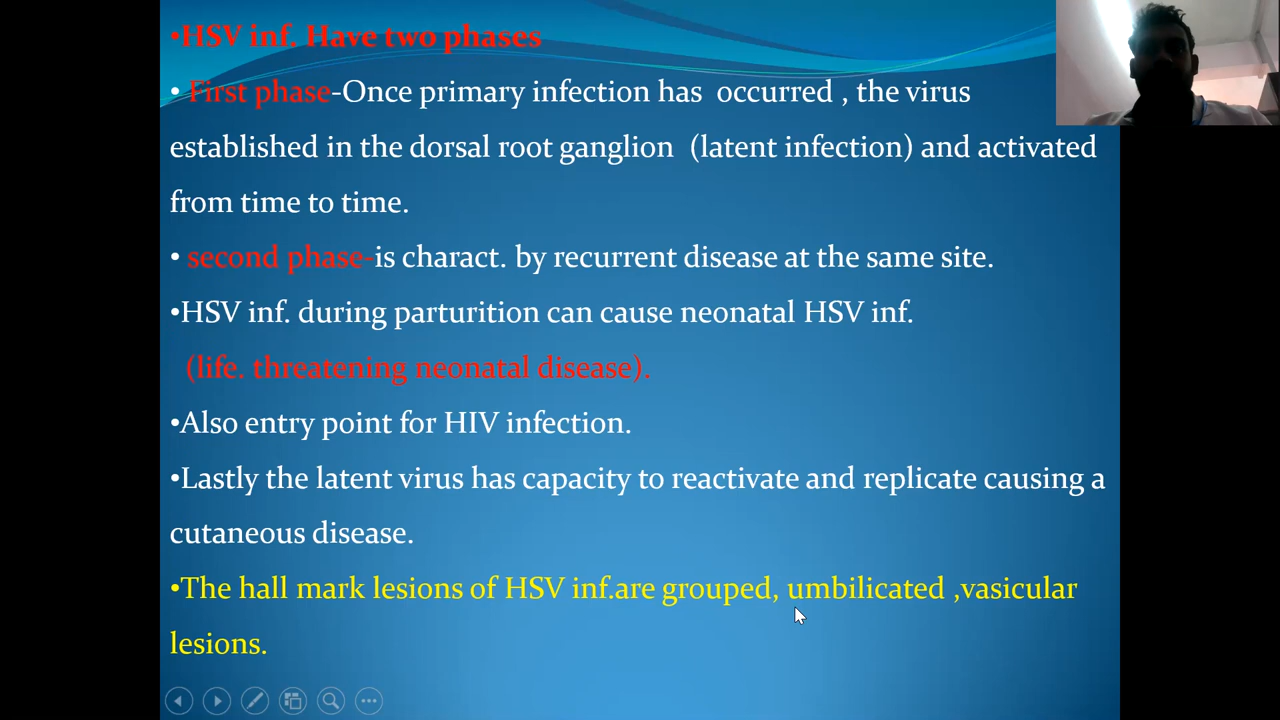 •HSV inf. Have two phases
• First phase-Once primary infection has occurred , the virus
established in the dorsal root ganglion (latent infection) and activated
from time to time.
• second phase-is charact. by recurrent disease at the same site.
•HSV inf. during parturition can cause neonatal HSV inf.
(life. threatening neonatal disease).
•Also entry point for HIV infection.
•Lastly the latent virus has capacity to reactivate and replicate causing a
cutaneous disease.
•The hall mark lesions of HSV inf.are grouped, umbilicated ,vasicular
lesions.